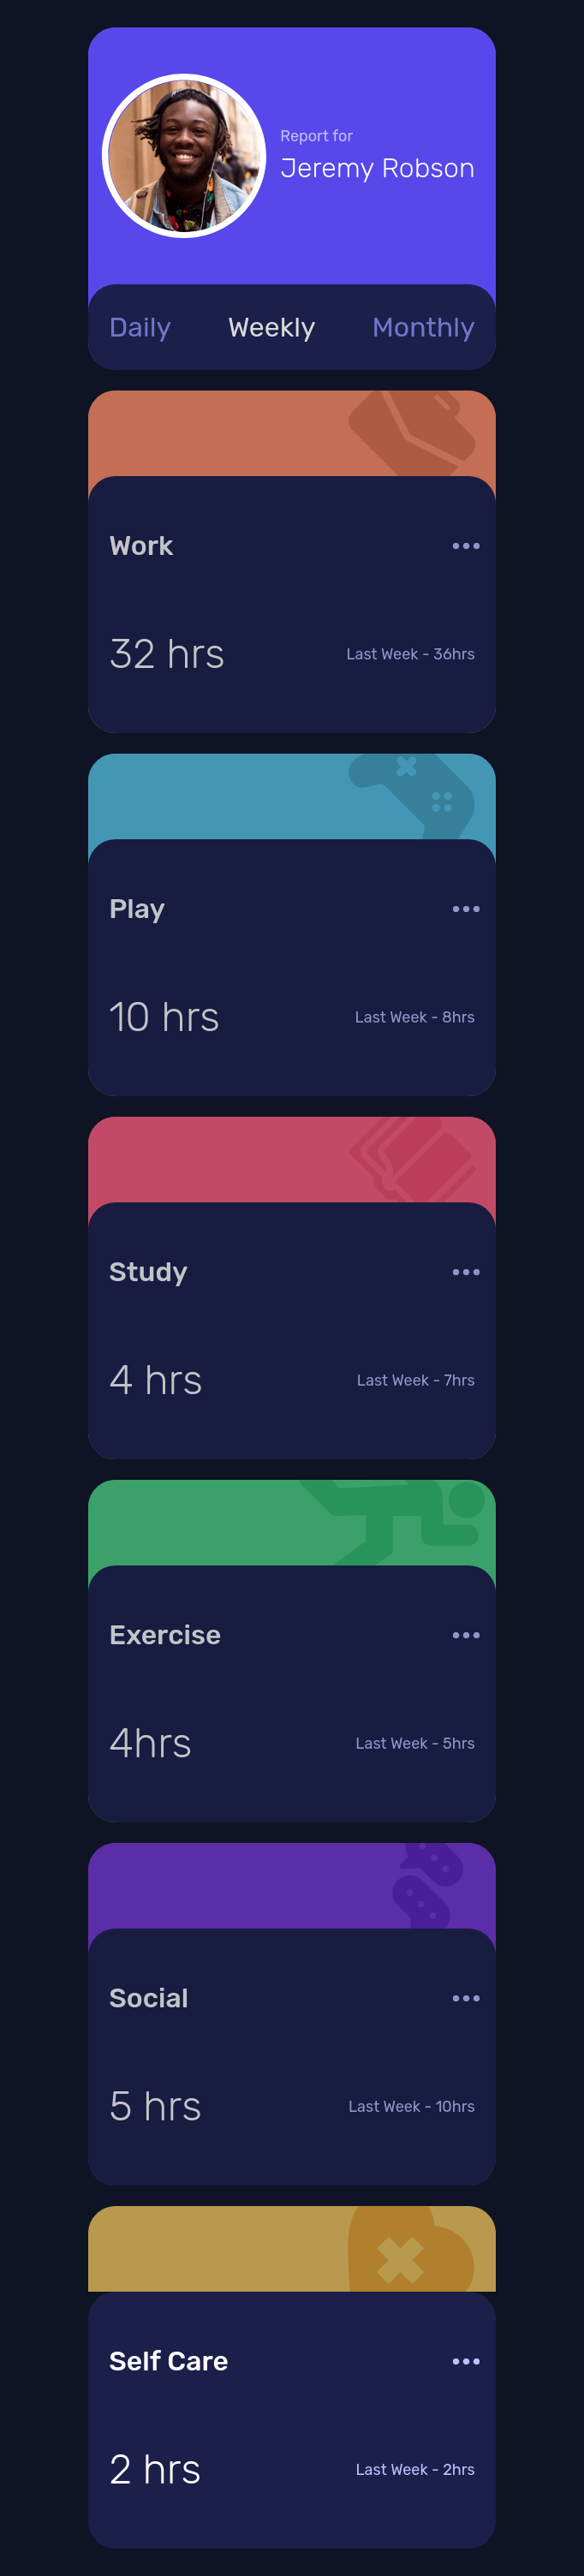 Report for
Jeremy Robson
Daily Weekly Monthly
Work
32 hrs Last Week - 36hrs
Play
10 hrs Last Week - 8hrs
Study
4 hrs Last Week - 7hrs
Exercise
4hrs Last Week - 5hrs
Social
5 hrs Last Week - 10hrs
Self Care
2 hrs Last Week - 2hrs